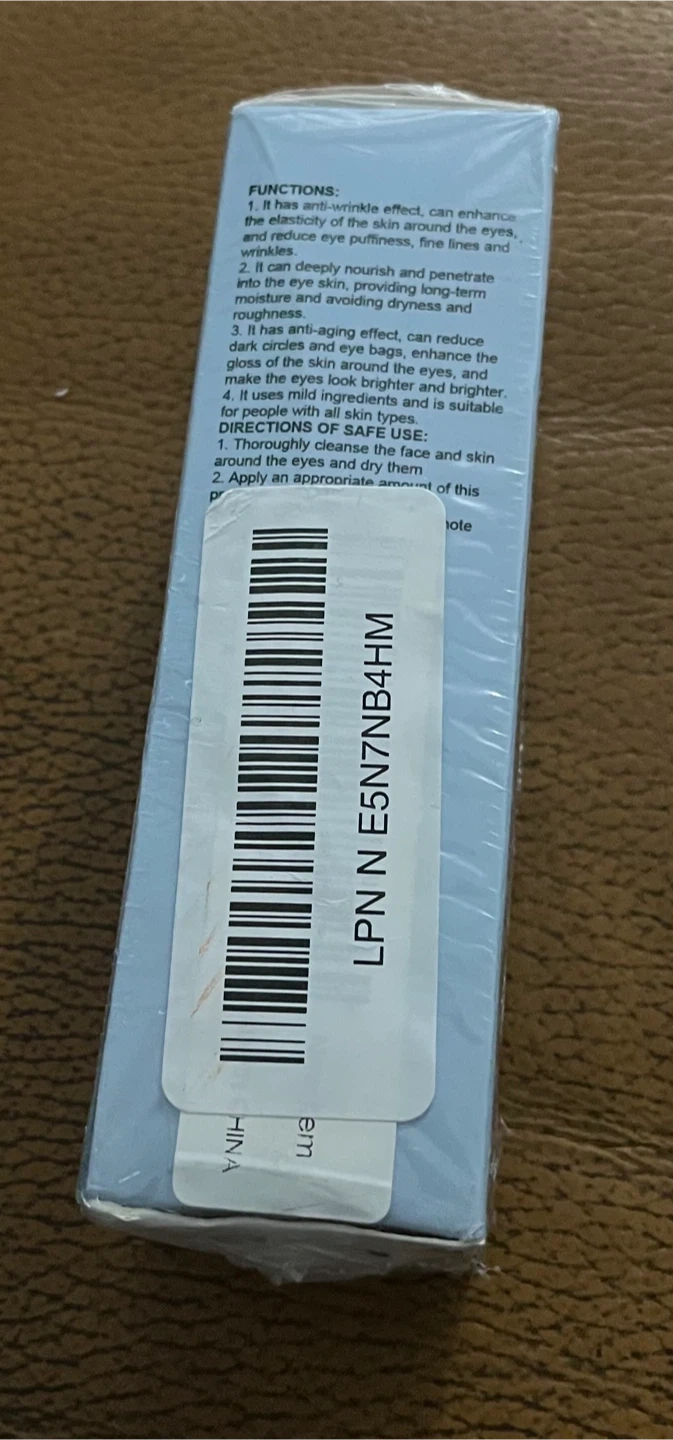 FUNCTIONS:
1. It has anti-wrinkle effect, can enhance
the elasticity of the skin around the eyes,
and reduce eye puffiness, fine lines and
wrinkles.
2. It can deeply nourish and penetrate
into the eye skin, providing long-term
moisture and avoiding dryness and
roughness.
3. It has anti-aging effect, can reduce
dark circles and eye bags, enhance the
gloss of the skin around the eyes, and
make the eyes look brighter and brighter.
4. It uses mild ingredients and is suitable
for people with all skin types.
DIRECTIONS OF SAFE USE:
1. Thoroughly cleanse the face and skin
around the eyes and dry them
2. Apply an appropriate amount of this
LPN N E5N7NB4HM